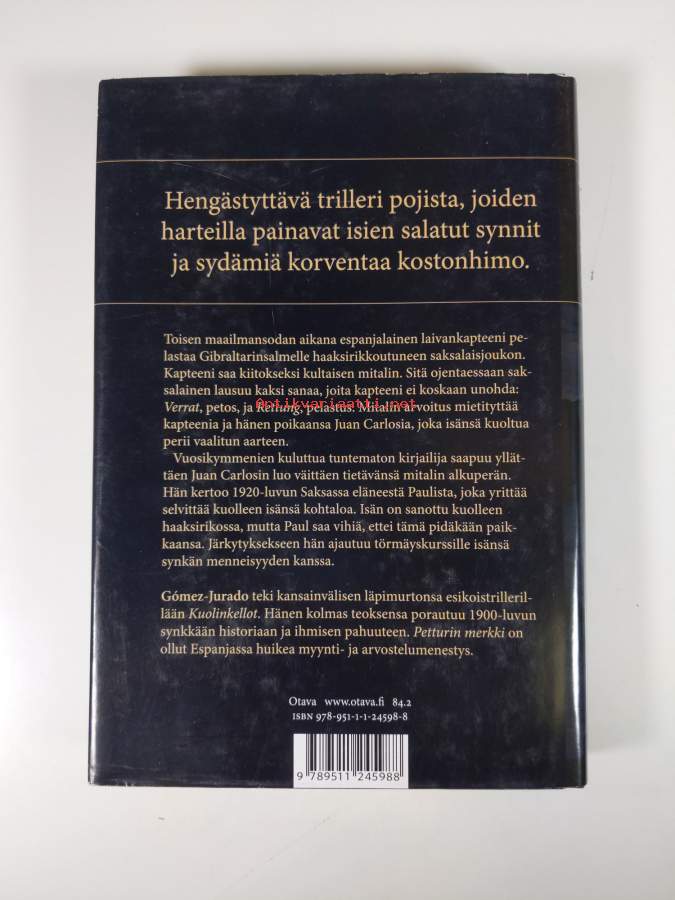 Hengästyttävä trilleri pojista, joiden
harteilla painavat isien salatut synnit
ja sydämiä korventaa kostonhimo.
Toisen maailmansodan aikana espanjalainen laivankapteeni pe-
lastaa Gibraltarinsalmelle haaksirikkoutuneen saksalaisjoukon.
Kapteeni saa kiitokseksi kultaisen mitalin. Sitä ojentaessaan sak-
salainen lausuu kaksi sanaa, joita kapteeni ei koskaan unohda:
Verrat, petos, ja Rettung, pelastus. Mitalin arvoitus mietityttää
antikvariaatti.net
kapteenia ja hänen poikaansa Juan Carlosia, joka isänsä kuoltua
perii vaalitun aarteen.
Vuosikymmenien kuluttua tuntematon kirjailija saapuu yllät-
täen Juan Carlosin luo väittäen tietävänsä mitalin alkuperän.
Hän kertoo 1920-luvun Saksassa eläneestä Paulista, joka yrittää
selvittää kuolleen isänsä kohtaloa. Isän on sanottu kuolleen
haaksirikossa, mutta Paul saa vihiä, ettei tämä pidäkään paik-
kaansa. Järkytyksekseen hän ajautuu törmäyskurssille isänsä
synkän menneisyyden kanssa.
Gómez-Jurado teki kansainvälisen läpimurtonsa esikoistrilleril-
lään Kuolinkellot. Hänen kolmas teoksensa porautuu 1900-luvun
synkkään historiaan ja ihmisen pahuuteen. Petturin merkki on
ollut Espanjassa huikea myynti- ja arvostelumenestys.
Otava www.otava.fi 84.2
ISBN 978-951-1-1-24598-8
9 789511 245988